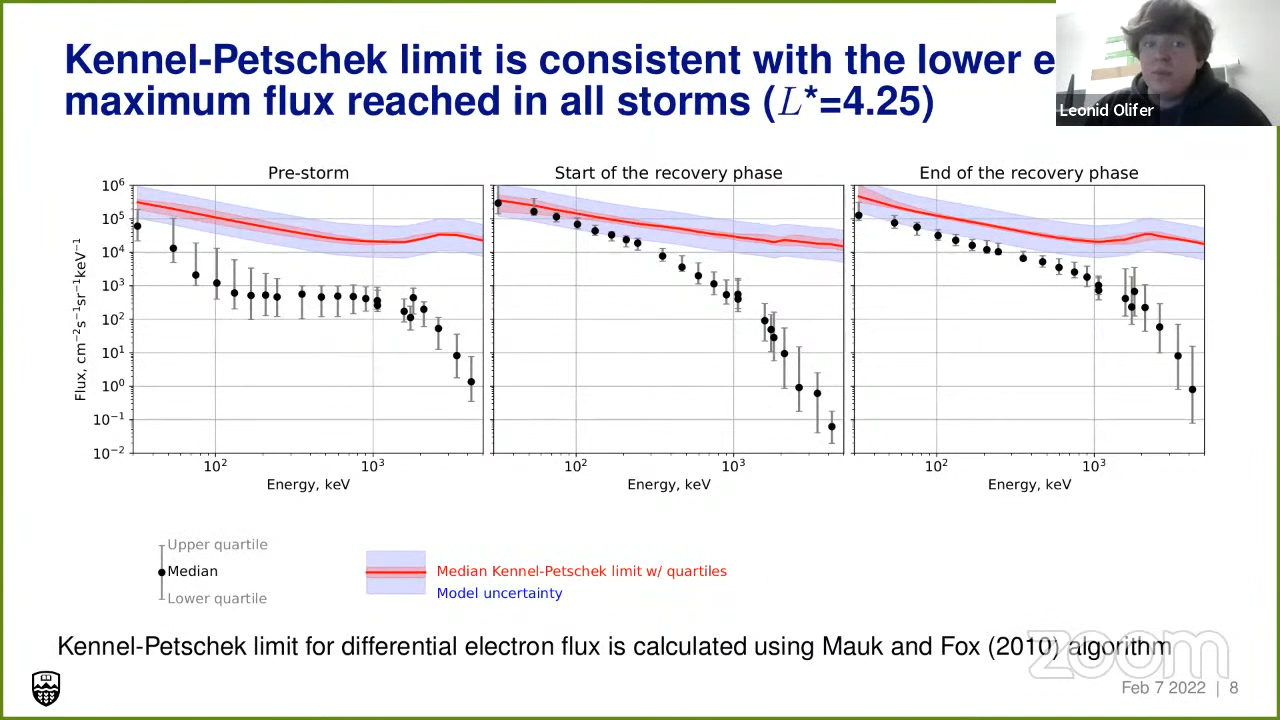 Kennel-Petschek limit is consistent with the lower e
maximum flux reached in all storms (L*=4.25)
Leonid Olifer
Pre-storm
Start of the recovery phase
End of the recovery phase
Flux, cm⁻²s⁻¹sr⁻¹keV⁻¹
10⁶
10⁵
10⁴
10³
10²
10¹
10⁰
10⁻¹
10⁻²
10² 10³
10² 10³
10² 10³
Energy, keV
Energy, keV
Energy, keV
Upper quartile
Median
Lower quartile
Median Kennel-Petschek limit w/ quartiles
Model uncertainty
Kennel-Petschek limit for differential electron flux is calculated using Mauk and Fox (2010) algorithm
zoom
Feb 7 2022 | 8